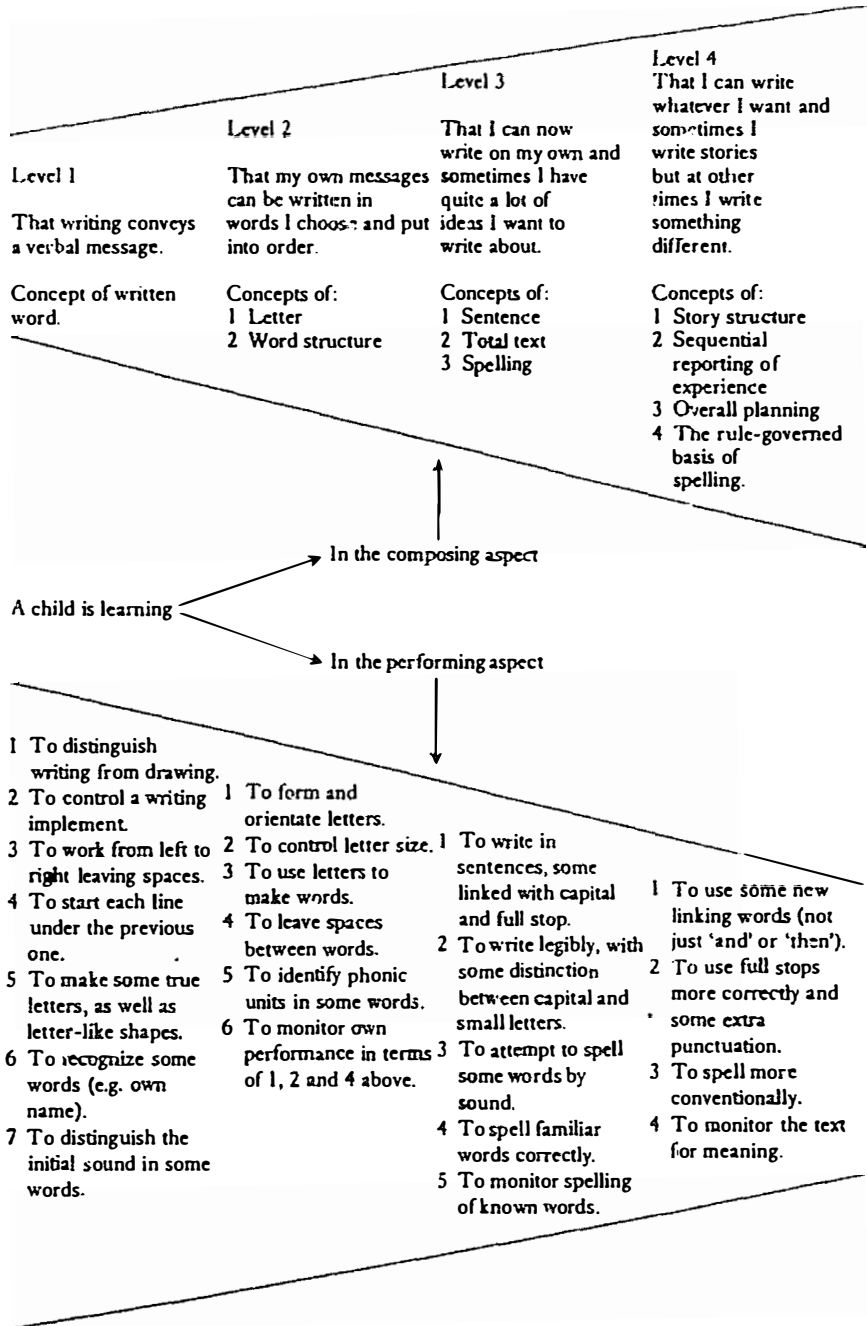 Level 1
That writing conveys
a verbal message.
Concept of written
word.
Level 2
That my own messages
can be written in
words I choose and put
into order.
Concepts of:
1 Letter
2 Word structure
Level 3
That I can now
write on my own and
sometimes I have
quite a lot of
ideas I want to
write about.
Concepts of:
1 Sentence
2 Total text
3 Spelling
Level 4
That I can write
whatever I want and
sometimes I
write stories
but at other
times I write
something
different.
Concepts of:
1 Story structure
2 Sequential
reporting of
experience
3 Overall planning
4 The rule-governed
basis of
spelling.
In the composing aspect
A child is learning
In the performing aspect
1 To distinguish
writing from drawing.
2 To control a writing
implement.
3 To work from left to
right leaving spaces.
4 To start each line
under the previous
one.
5 To make some true
letters, as well as
letter-like shapes.
6 To recognize some
words (e.g. own
name).
7 To distinguish the
initial sound in some
words.
1 To form and
orientate letters.
2 To control letter size.
3 To use letters to
make words.
4 To leave spaces
between words.
5 To identify phonic
units in some words.
6 To monitor own
performance in terms
of 1, 2 and 4 above.
1 To write in
sentences, some
linked with capital
and full stop.
2 To write legibly, with
some distinction
between capital and
small letters.
3 To attempt to spell
some words by
sound.
4 To spell familiar
words correctly.
5 To monitor spelling
of known words.
1 To use some new
linking words (not
just 'and' or 'then').
2 To use full stops
more correctly and
some extra
punctuation.
3 To spell more
conventionally.
4 To monitor the text
for meaning.